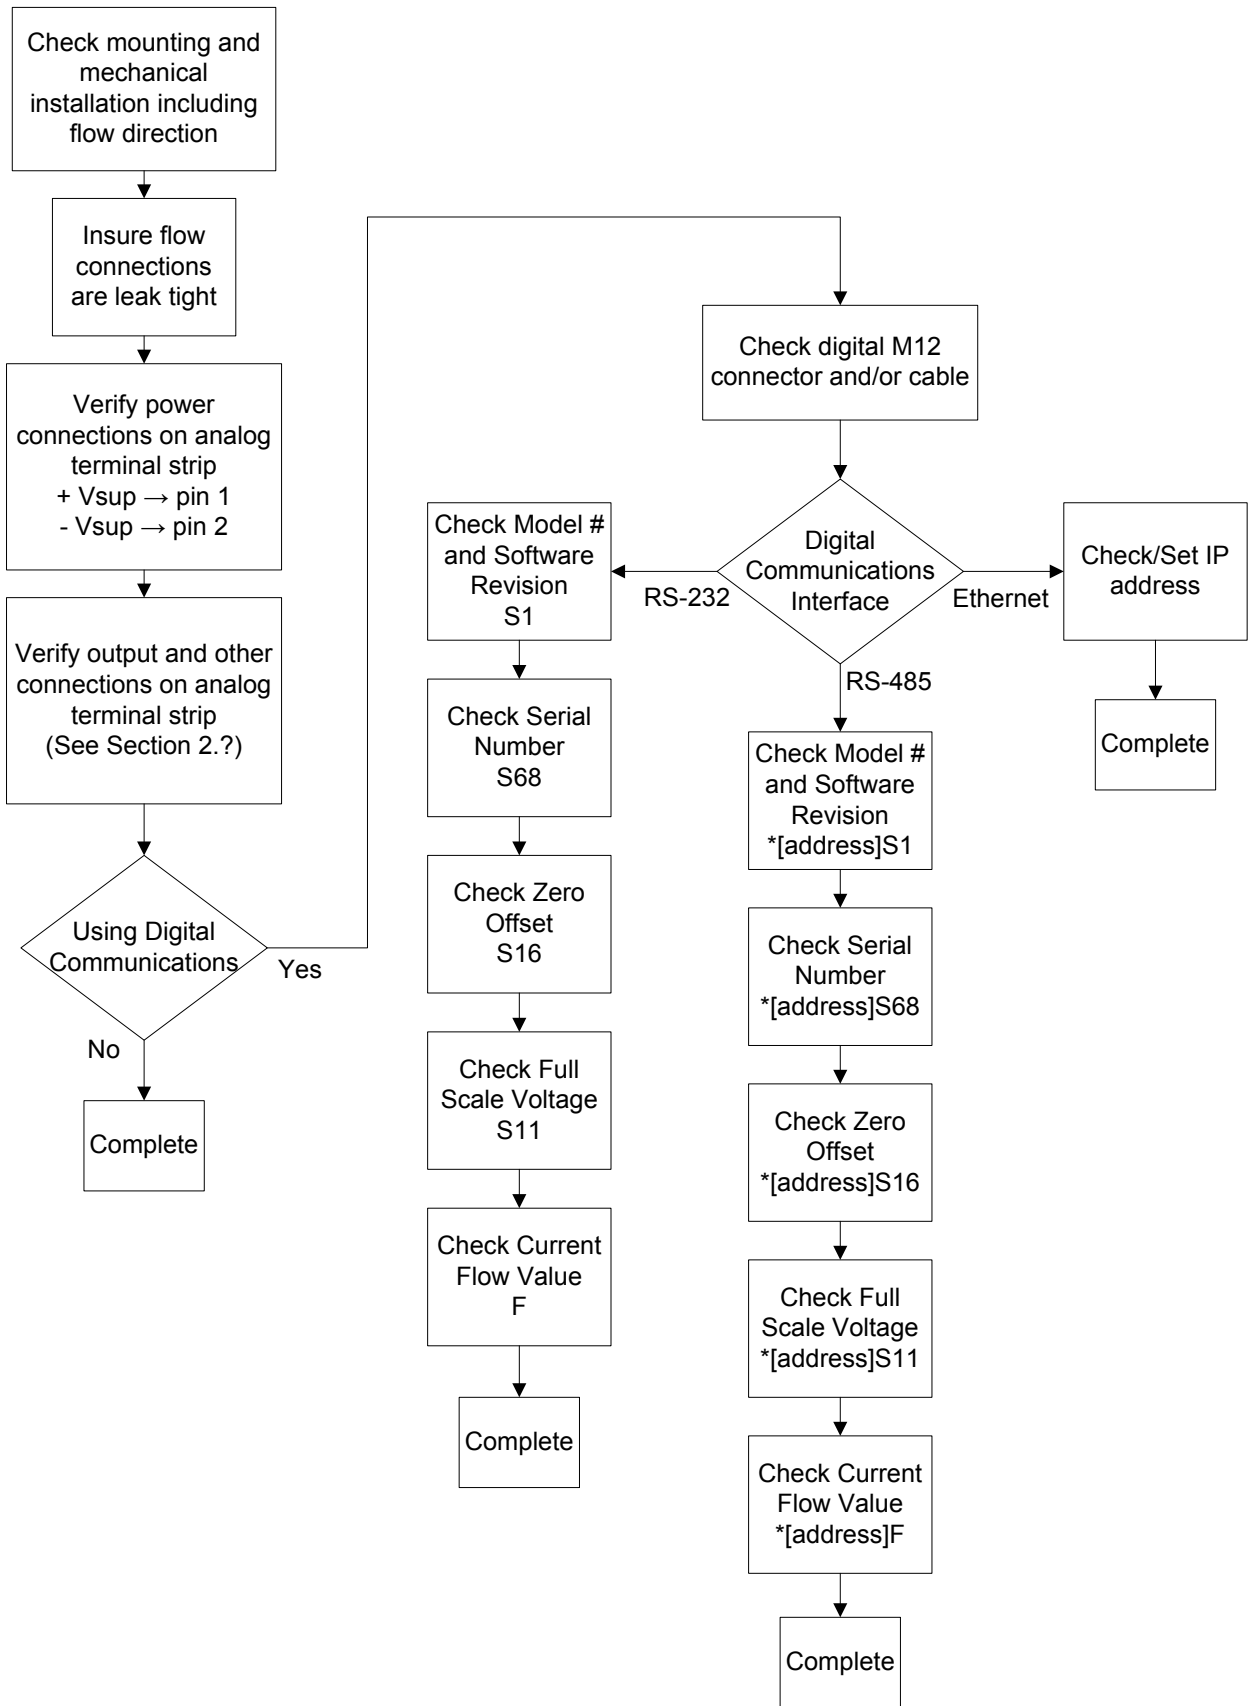 Check mounting and
mechanical
installation including
flow direction
Insure flow
connections
are leak tight
Verify power
connections on analog
terminal strip
+ Vsup → pin 1
- Vsup → pin 2
Verify output and other
connections on analog
terminal strip
(See Section 2.?)
Using Digital
Communications
Yes
No
Complete
Check digital M12
connector and/or cable
Digital
Communications
Interface
RS-232
Ethernet
RS-485
Check Model #
and Software
Revision
S1
Check Serial
Number
S68
Check Zero
Offset
S16
Check Full
Scale Voltage
S11
Check Current
Flow Value
F
Complete
Check Model #
and Software
Revision
*[address]S1
Check Serial
Number
*[address]S68
Check Zero
Offset
*[address]S16
Check Full
Scale Voltage
*[address]S11
Check Current
Flow Value
*[address]F
Complete
Check/Set IP
address
Complete